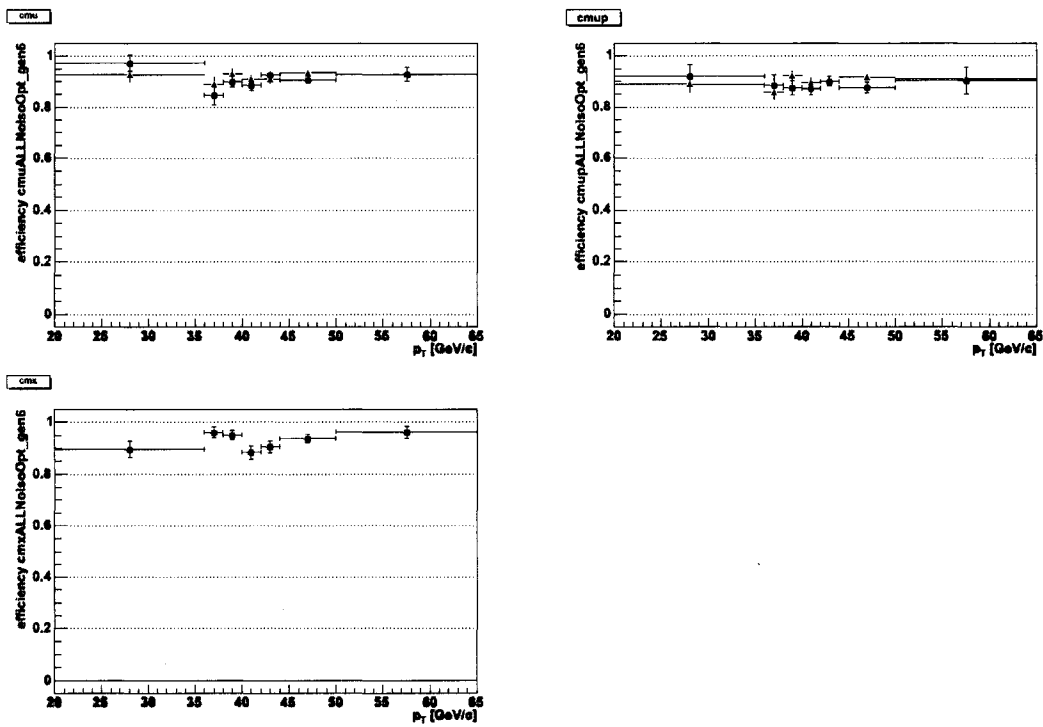 cmu
efficiency cmuALLNoIsoOpt_gen5
1
0.8
0.6
0.4
0.2
0
20 25 30 35 40 45 50 55 60 65
p_T [GeV/c]
cmup
efficiency cmupALLNoIsoOpt_gen5
1
0.8
0.6
0.4
0.2
0
20 25 30 35 40 45 50 55 60 65
p_T [GeV/c]
cmx
efficiency cmxALLNoIsoOpt_gen5
1
0.8
0.6
0.4
0.2
0
20 25 30 35 40 45 50 55 60 65
p_T [GeV/c]